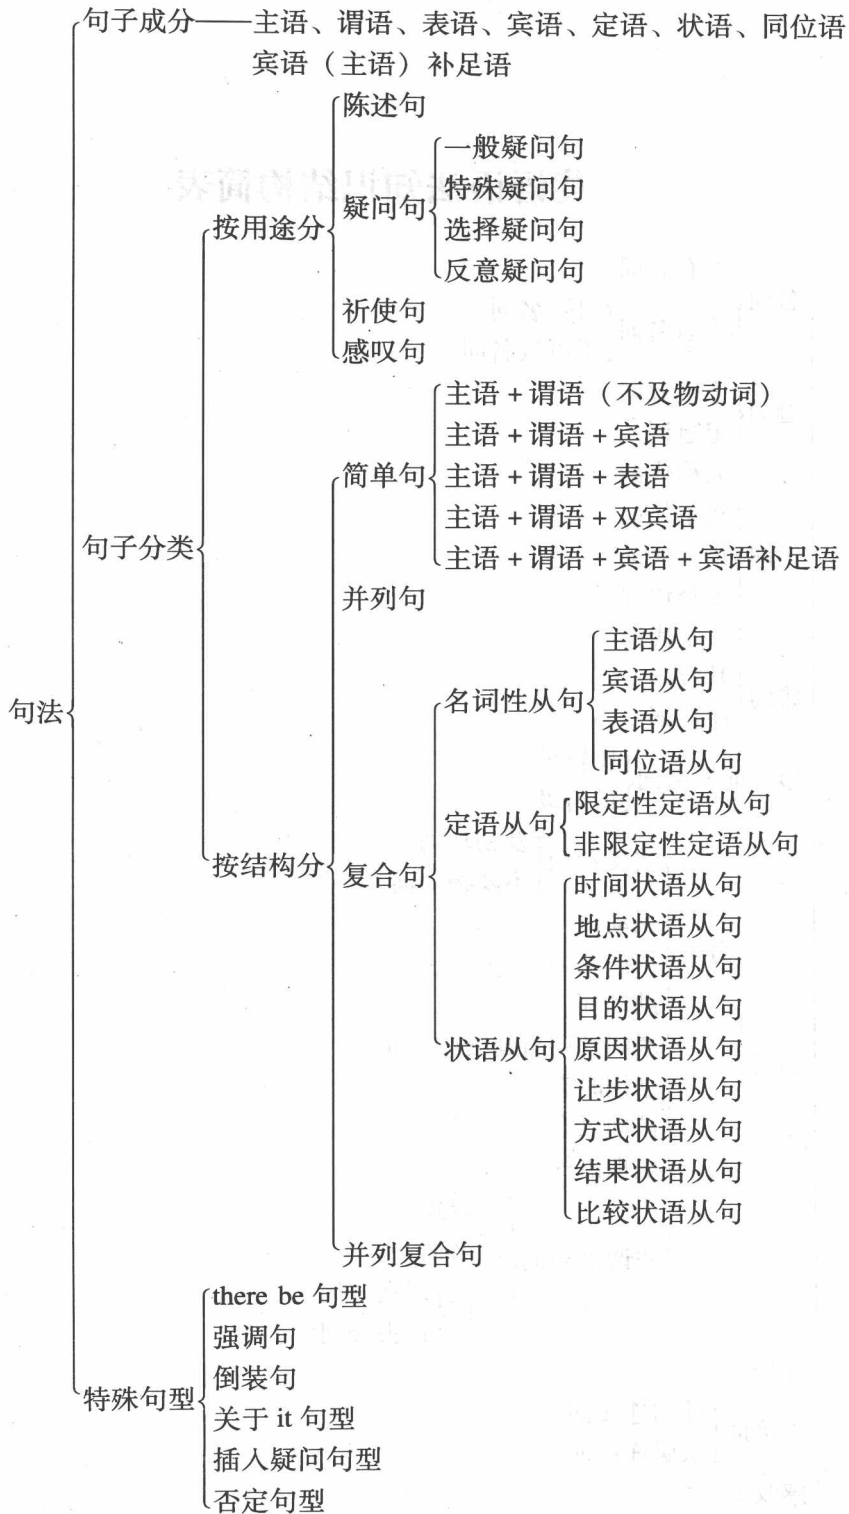 句子成分——主语、谓语、表语、宾语、定语、状语、同位语
宾语（主语）补足语
陈述句
一般疑问句
特殊疑问句
疑问句
按用途分
选择疑问句
反意疑问句
祈使句
感叹句
主语+谓语（不及物动词）
主语+谓语+宾语
简单句
主语+谓语+表语
主语+谓语+双宾语
句子分类
主语+谓语+宾语+宾语补足语
并列句
主语从句
宾语从句
名词性从句
句法
表语从句
同位语从句
限定性定语从句
定语从句
非限定性定语从句
按结构分
复合句
时间状语从句
地点状语从句
条件状语从句
目的状语从句
状语从句
原因状语从句
让步状语从句
方式状语从句
结果状语从句
比较状语从句
并列复合句
there be 句型
强调句
倒装句
特殊句型
关于 it 句型
插入疑问句型
否定句型